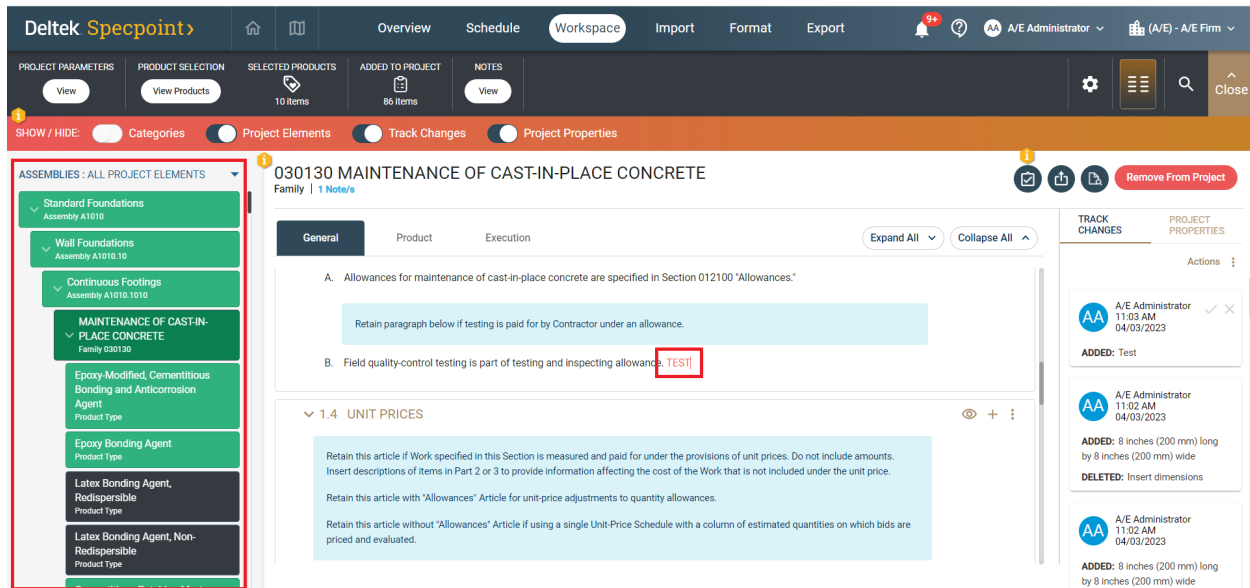 Deltek Specpoint›
Overview Schedule Workspace Import Format Export
9+
AA A/E Administrator
(A/E) - A/E Firm
PROJECT PARAMETERS PRODUCT SELECTION SELECTED PRODUCTS ADDED TO PROJECT NOTES
View View Products 10 items 86 items View
Close
SHOW / HIDE: Categories Project Elements Track Changes Project Properties
ASSEMBLIES : ALL PROJECT ELEMENTS
Standard Foundations
Assembly A1010
Wall Foundations
Assembly A1010.10
Continuous Footings
Assembly A1010.1010
MAINTENANCE OF CAST-IN-
PLACE CONCRETE
Family 030130
Epoxy-Modified, Cementitious
Bonding and Anticorrosion
Agent
Product Type
Epoxy Bonding Agent
Product Type
Latex Bonding Agent,
Redispersible
Product Type
Latex Bonding Agent, Non-
Redispersible
Product Type
030130 MAINTENANCE OF CAST-IN-PLACE CONCRETE
Family | 1 Note/s
Remove From Project
General Product Execution
Expand All Collapse All
A. Allowances for maintenance of cast-in-place concrete are specified in Section 012100 "Allowances."
Retain paragraph below if testing is paid for by Contractor under an allowance.
B. Field quality-control testing is part of testing and inspecting allowance. TEST
1.4 UNIT PRICES
Retain this article if Work specified in this Section is measured and paid for under the provisions of unit prices. Do not include amounts.
Insert descriptions of items in Part 2 or 3 to provide information affecting the cost of the Work that is not included under the unit price.
Retain this article with "Allowances" Article for unit-price adjustments to quantity allowances.
Retain this article without "Allowances" Article if using a single Unit-Price Schedule with a column of estimated quantities on which bids are
priced and evaluated.
TRACK
CHANGES
PROJECT
PROPERTIES
Actions
AA
A/E Administrator
11:03 AM
04/03/2023
ADDED: Test
AA
A/E Administrator
11:02 AM
04/03/2023
ADDED: 8 inches (200 mm) long
by 8 inches (200 mm) wide
DELETED: Insert dimensions
AA
A/E Administrator
11:02 AM
04/03/2023
ADDED: 8 inches (200 mm) long
by 8 inches (200 mm) wide